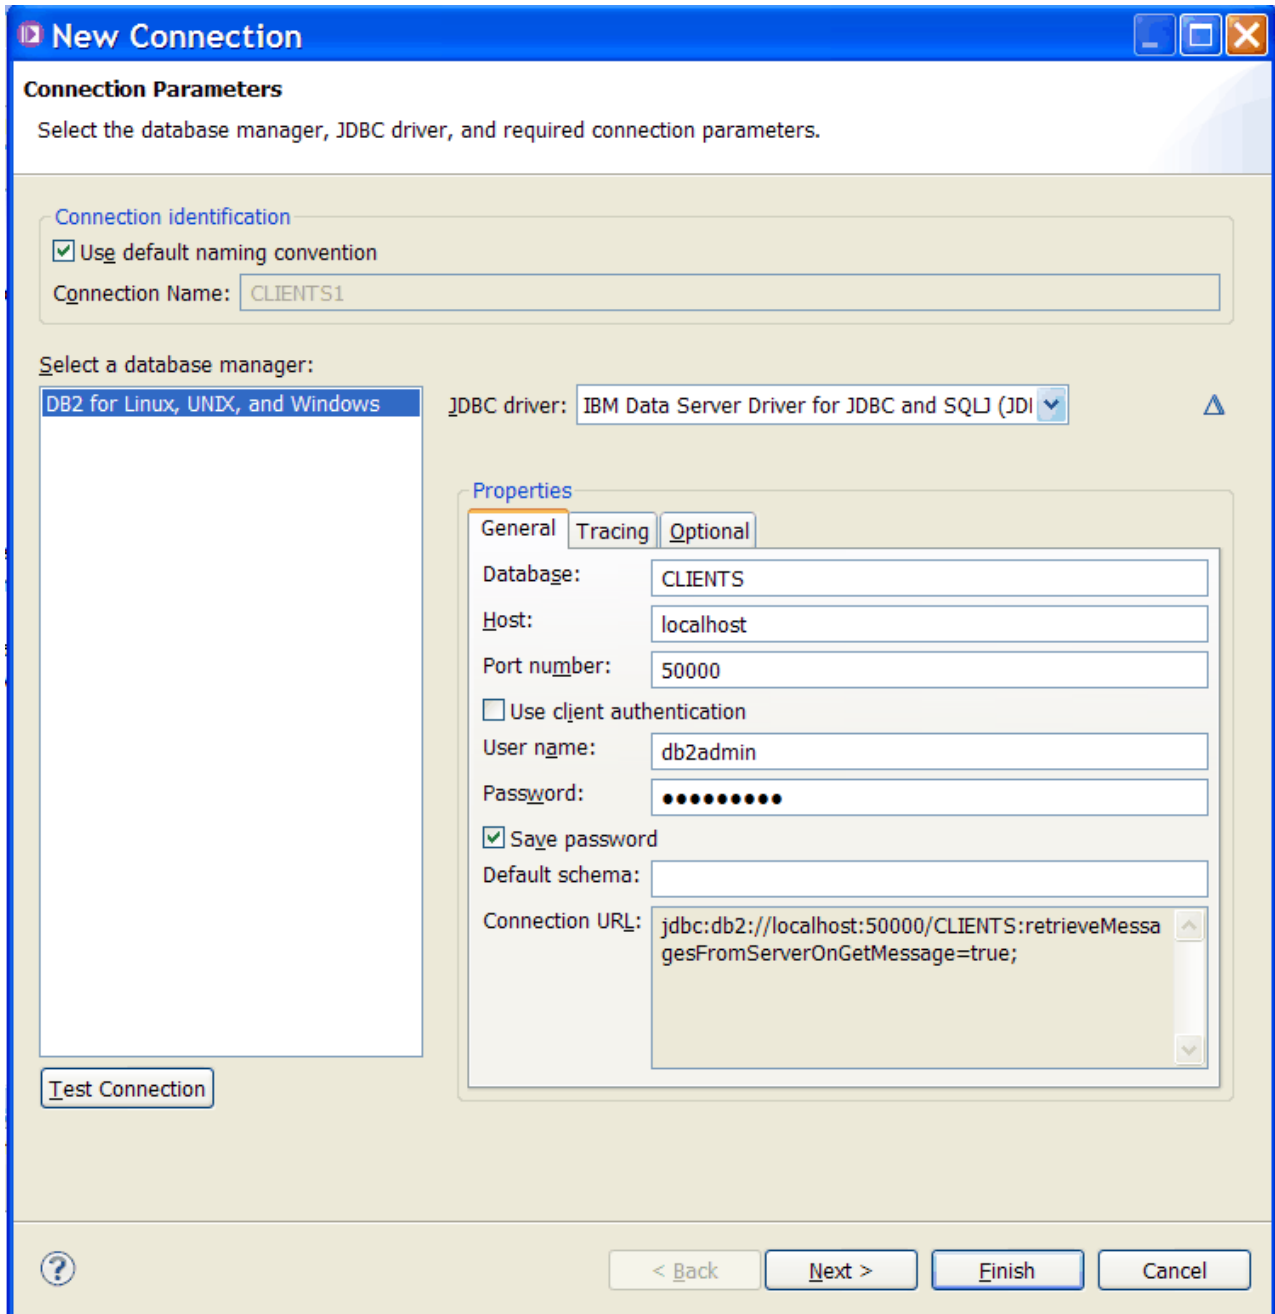 New Connection
Connection Parameters
Select the database manager, JDBC driver, and required connection parameters.
Connection identification
Use default naming convention
Connection Name: CLIENTS1
Select a database manager:
DB2 for Linux, UNIX, and Windows
JDBC driver: IBM Data Server Driver for JDBC and SQLJ (JD
Properties
General Tracing Optional
Database: CLIENTS
Host: localhost
Port number: 50000
Use client authentication
User name: db2admin
Password: ●●●●●●●●●
Save password
Default schema:
Connection URL: jdbc:db2://localhost:50000/CLIENTS:retrieveMessa
gesFromServerOnGetMessage=true;
Test Connection
?
< Back Next > Finish Cancel